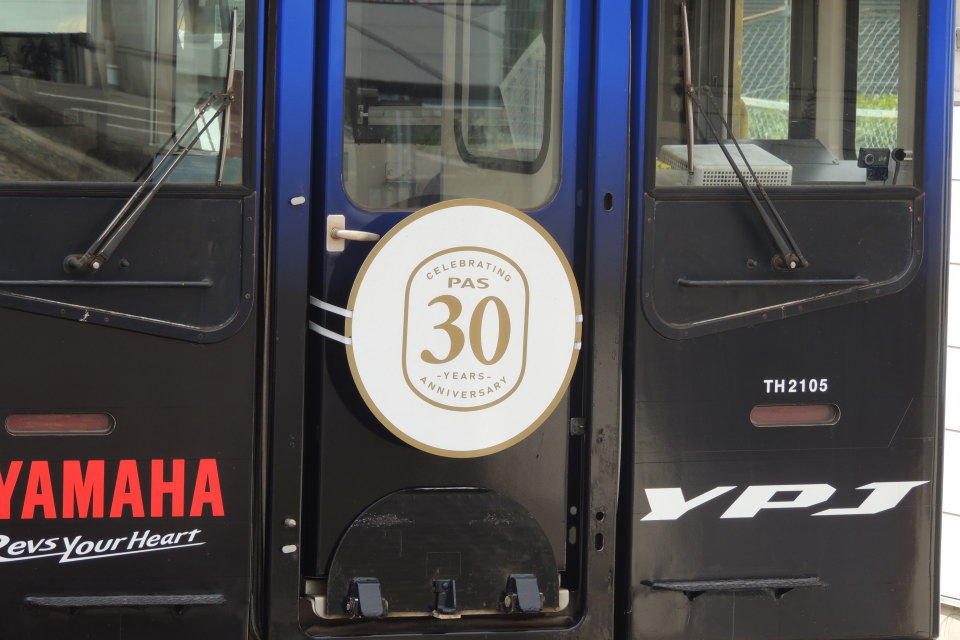 CELEBRATING
PAS
30
-YEARS-
ANNIVERSARY
TH2105
YAMAHA
Revs Your Heart
YPJ